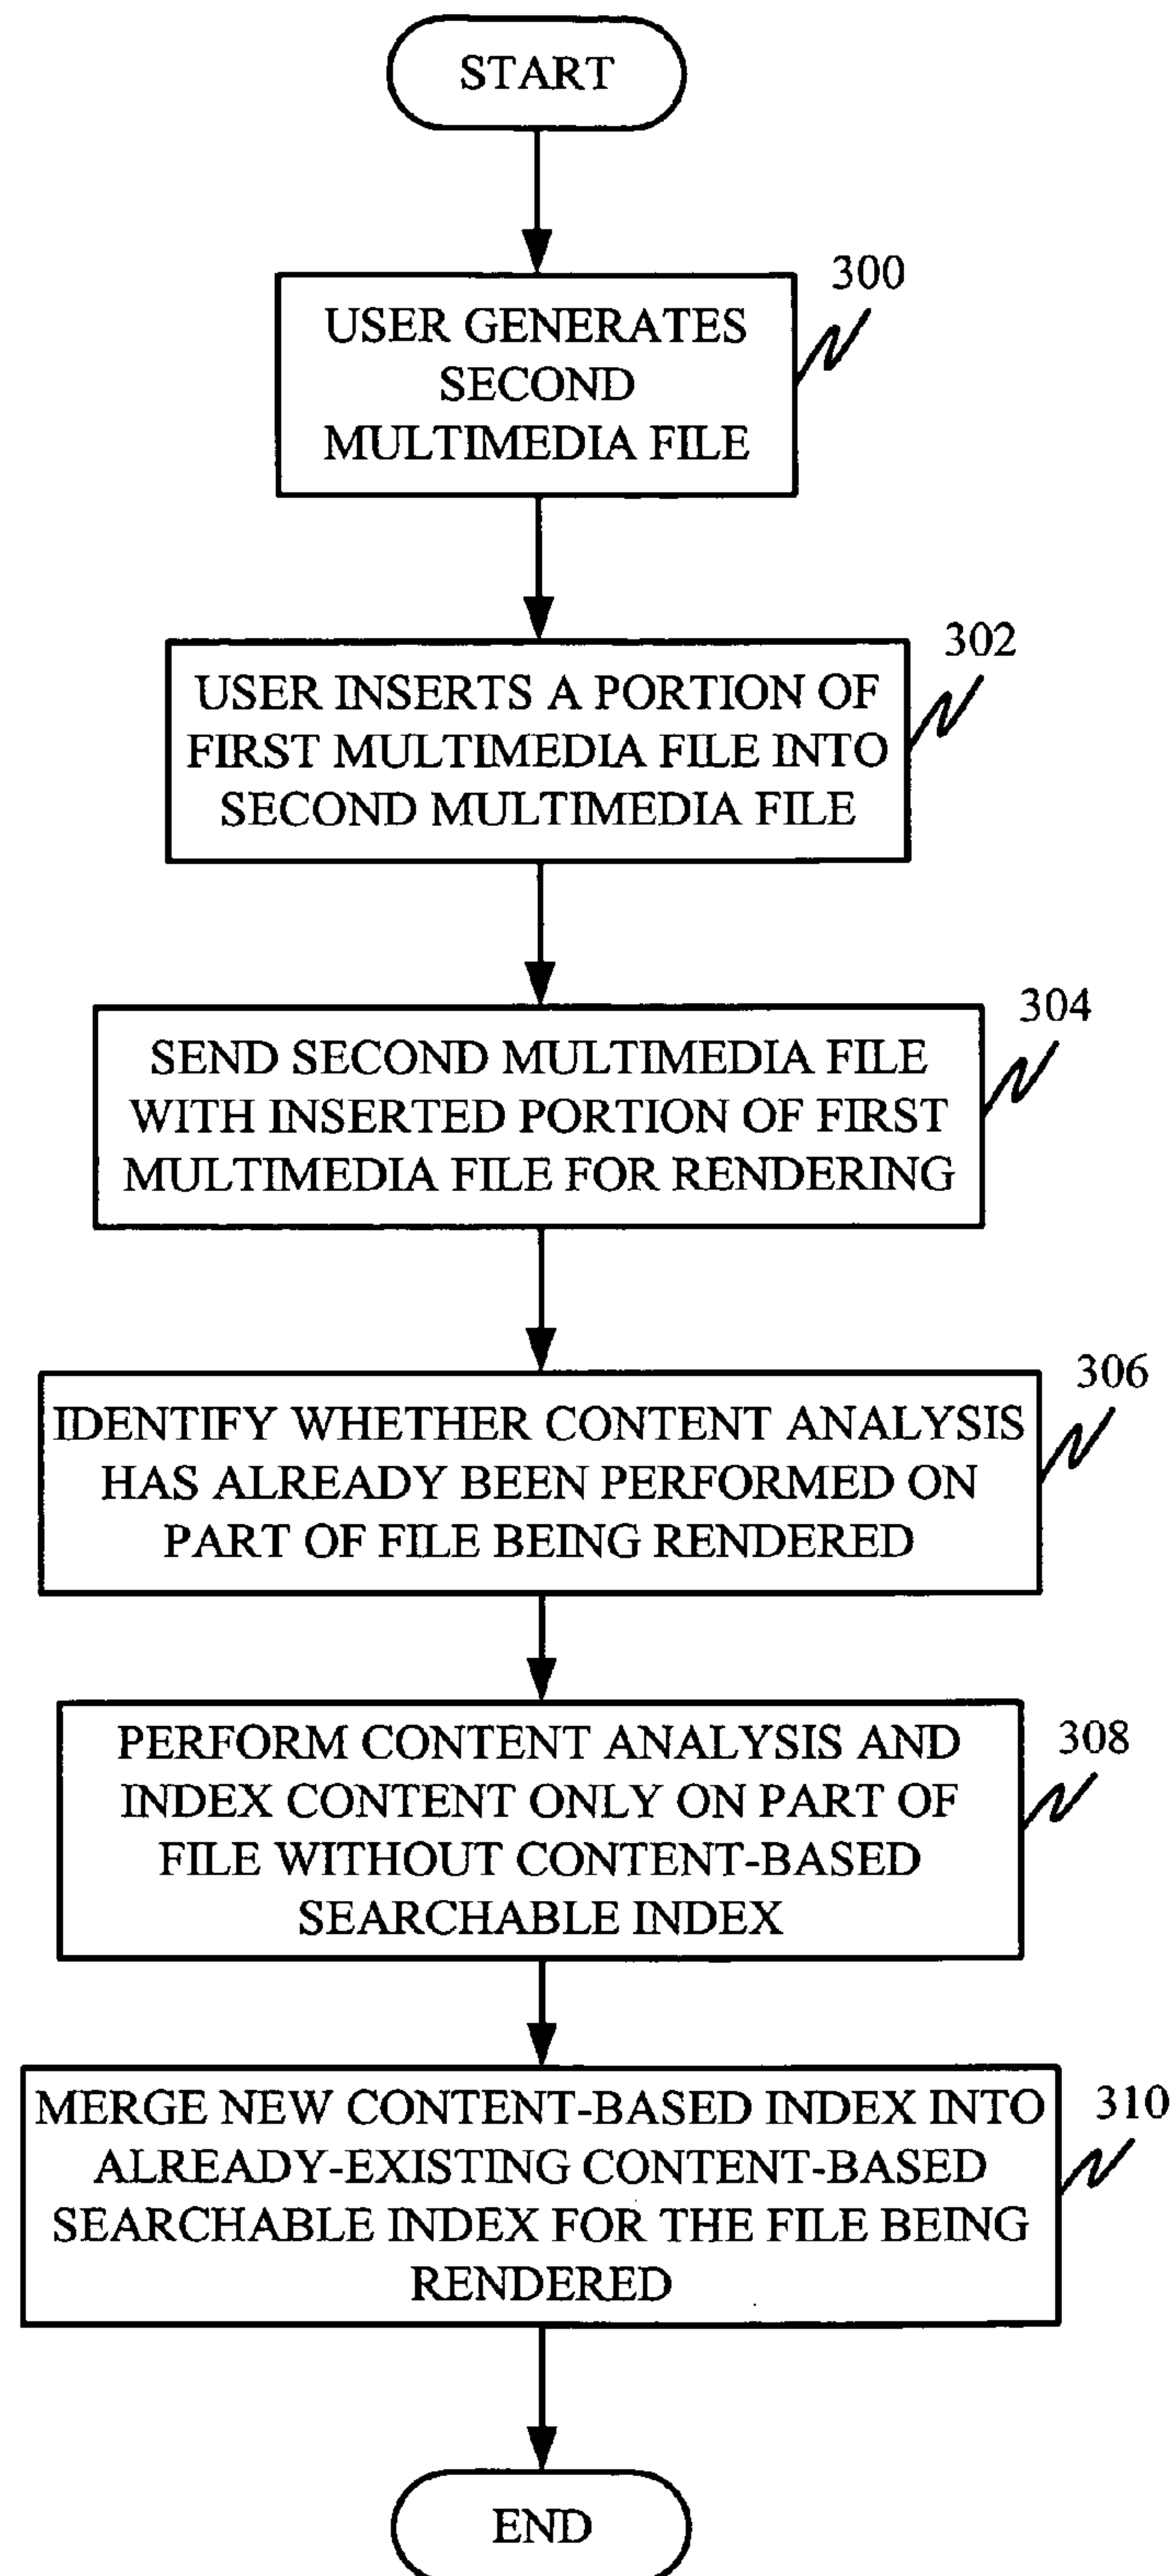 START
300
USER GENERATES
SECOND
MULTIMEDIA FILE
302
USER INSERTS A PORTION OF
FIRST MULTIMEDIA FILE INTO
SECOND MULTIMEDIA FILE
304
SEND SECOND MULTIMEDIA FILE
WITH INSERTED PORTION OF FIRST
MULTIMEDIA FILE FOR RENDERING
306
IDENTIFY WHETHER CONTENT ANALYSIS
HAS ALREADY BEEN PERFORMED ON
PART OF FILE BEING RENDERED
308
PERFORM CONTENT ANALYSIS AND
INDEX CONTENT ONLY ON PART OF
FILE WITHOUT CONTENT-BASED
SEARCHABLE INDEX
310
MERGE NEW CONTENT-BASED INDEX INTO
ALREADY-EXISTING CONTENT-BASED
SEARCHABLE INDEX FOR THE FILE BEING
RENDERED
END